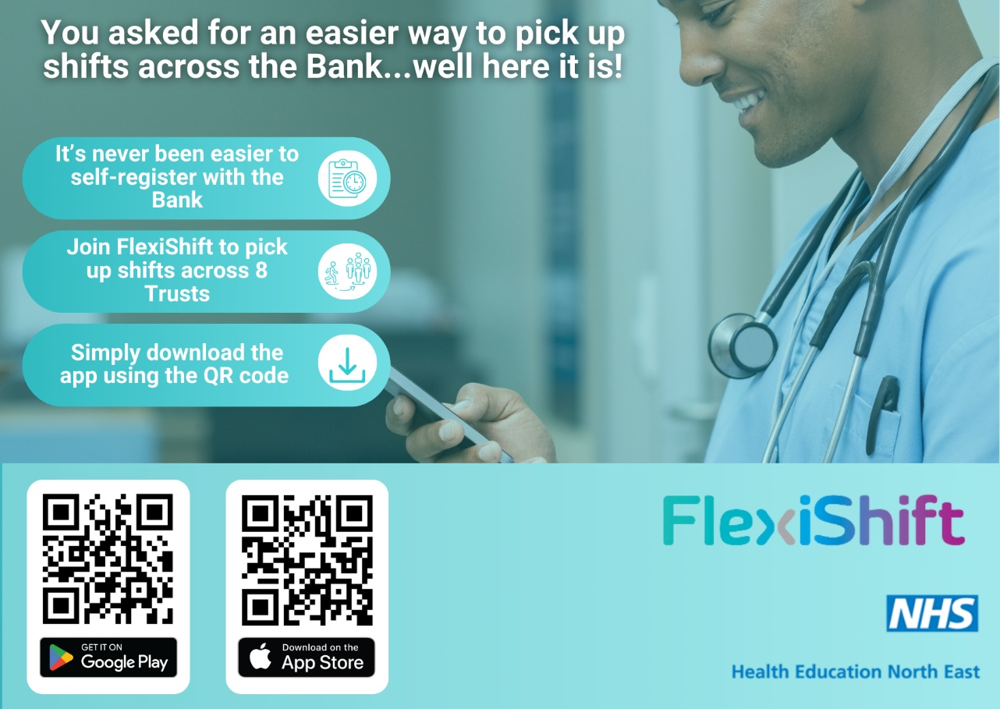 You asked for an easier way to pick up
shifts across the Bank...well here it is!
It’s never been easier to
self-register with the
Bank
Join FlexiShift to pick
up shifts across 8
Trusts
Simply download the
app using the QR code
GET IT ON
Google Play
Download on the
App Store
FlexiShift
NHS
Health Education North East